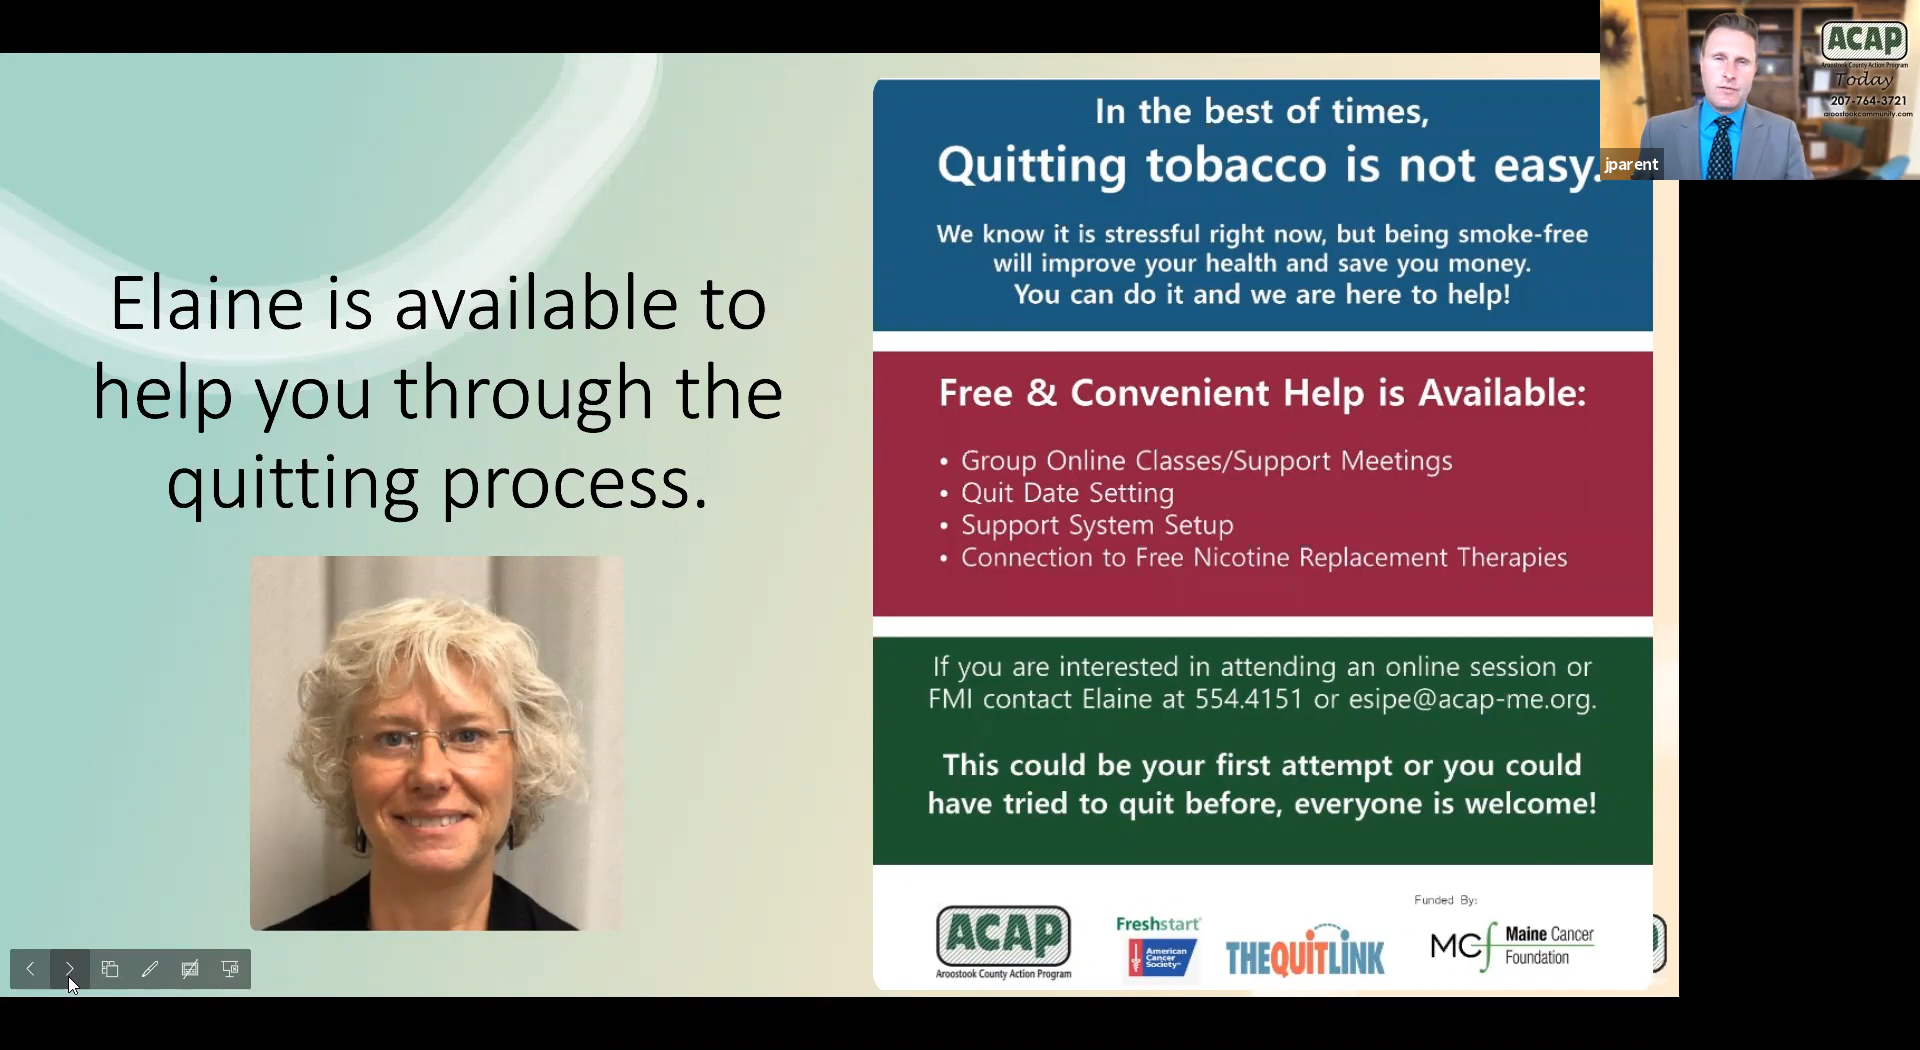 Elaine is available to
help you through the
quitting process.
In the best of times,
Quitting tobacco is not easy.
We know it is stressful right now, but being smoke-free
will improve your health and save you money.
You can do it and we are here to help!
Free & Convenient Help is Available:
• Group Online Classes/Support Meetings
• Quit Date Setting
• Support System Setup
• Connection to Free Nicotine Replacement Therapies
If you are interested in attending an online session or
FMI contact Elaine at 554.4151 or esipe@acap-me.org.
This could be your first attempt or you could
have tried to quit before, everyone is welcome!
ACAP
Aroostook County Action Program
Freshstart
American
Cancer
Society
THEQUITLINK
Funded By:
MCf
Maine Cancer
Foundation
ACAP
Aroostook County Action Program
Today
207-764-3721
aroostookcommunity.com
jparent